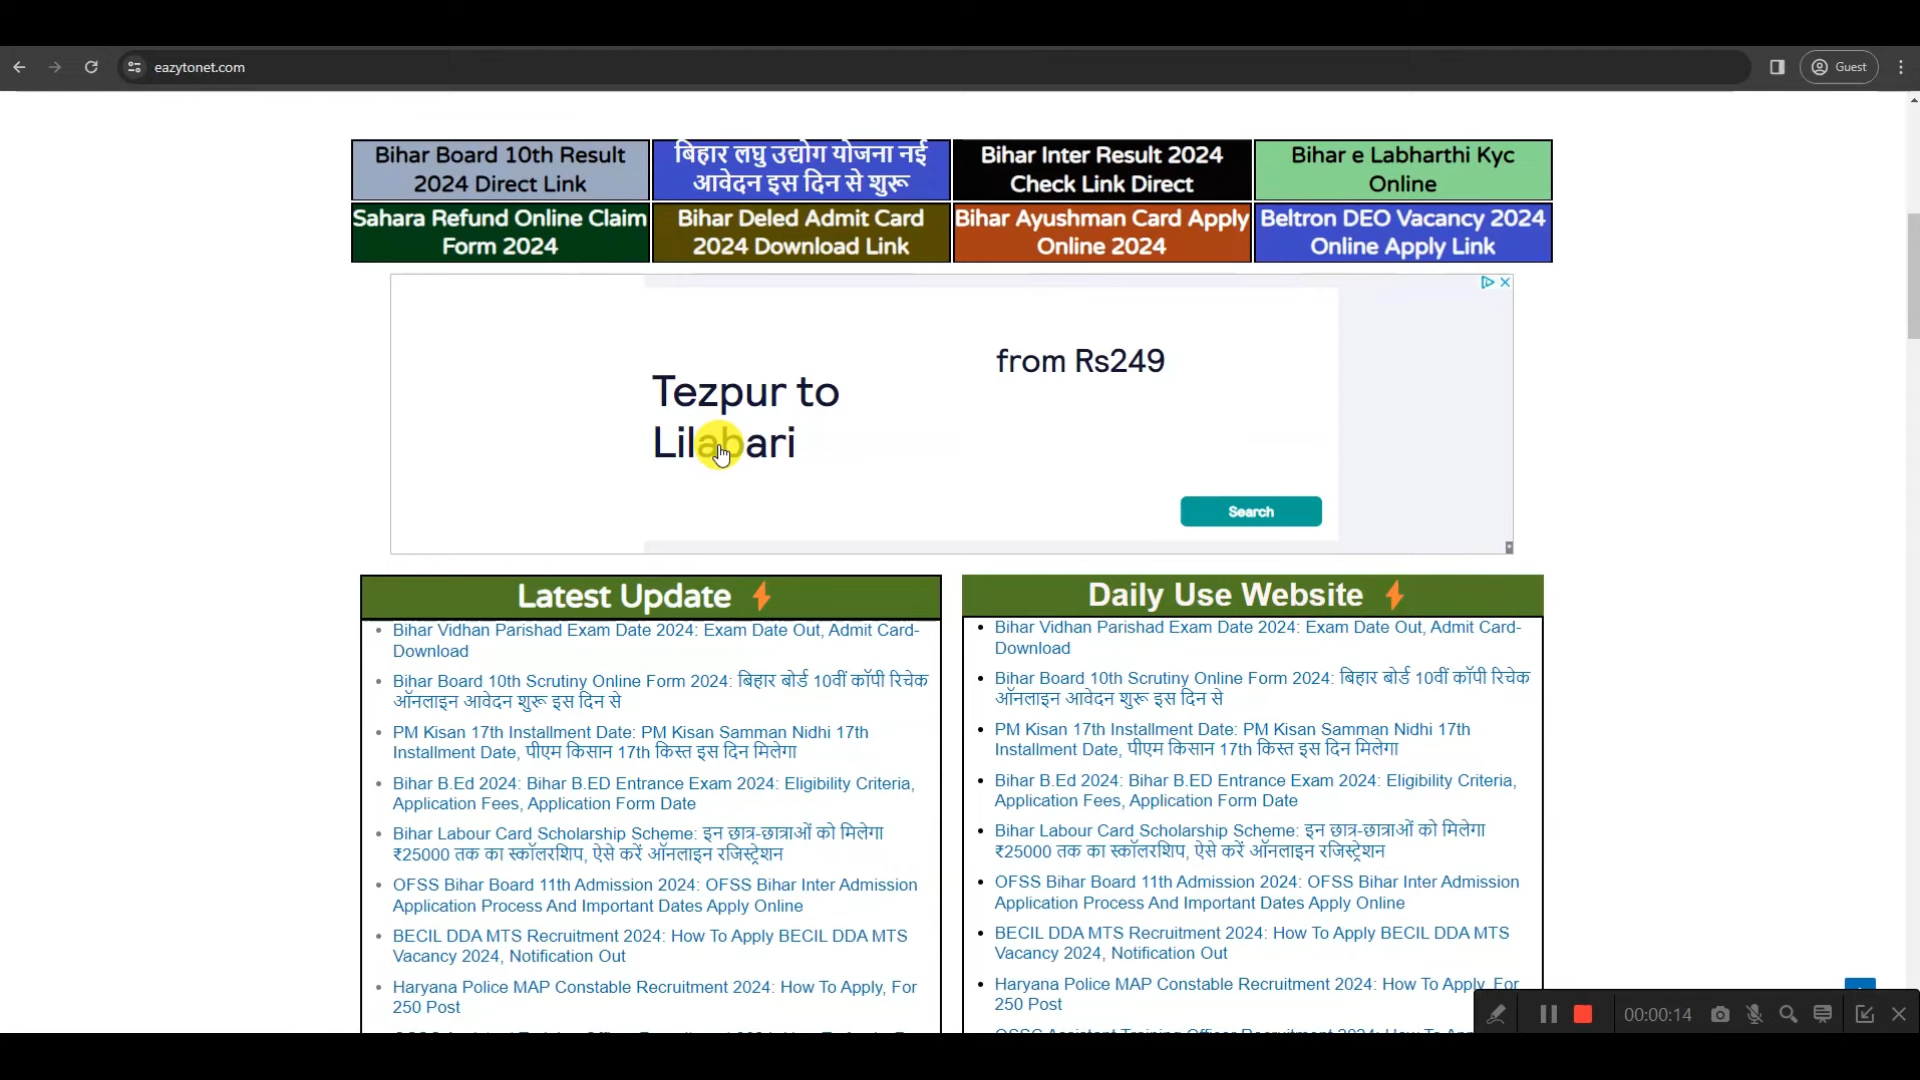 eazytonet.com
Guest
Bihar Board 10th Result
2024 Direct Link
बिहार लघु उद्योग योजना नई
आवेदन इस दिन से शुरू
Bihar Inter Result 2024
Check Link Direct
Bihar e Labharthi Kyc
Online
Sahara Refund Online Claim
Form 2024
Bihar Deled Admit Card
2024 Download Link
Bihar Ayushman Card Apply
Online 2024
Beltron DEO Vacancy 2024
Online Apply Link
from Rs249
Tezpur to
Lilabari
Search
Latest Update
Bihar Vidhan Parishad Exam Date 2024: Exam Date Out, Admit Card-
Download
Bihar Board 10th Scrutiny Online Form 2024: बिहार बोर्ड 10वीं कॉपी रिचेक
ऑनलाइन आवेदन शुरू इस दिन से
PM Kisan 17th Installment Date: PM Kisan Samman Nidhi 17th
Installment Date, पीएम किसान 17th किस्त इस दिन मिलेगा
Bihar B.Ed 2024: Bihar B.ED Entrance Exam 2024: Eligibility Criteria,
Application Fees, Application Form Date
Bihar Labour Card Scholarship Scheme: इन छात्र-छात्राओं को मिलेगा
₹25000 तक का स्कॉलरशिप, ऐसे करें ऑनलाइन रजिस्ट्रेशन
OFSS Bihar Board 11th Admission 2024: OFSS Bihar Inter Admission
Application Process And Important Dates Apply Online
BECIL DDA MTS Recruitment 2024: How To Apply BECIL DDA MTS
Vacancy 2024, Notification Out
Haryana Police MAP Constable Recruitment 2024: How To Apply, For
250 Post
Daily Use Website
Bihar Vidhan Parishad Exam Date 2024: Exam Date Out, Admit Card-
Download
Bihar Board 10th Scrutiny Online Form 2024: बिहार बोर्ड 10वीं कॉपी रिचेक
ऑनलाइन आवेदन शुरू इस दिन से
PM Kisan 17th Installment Date: PM Kisan Samman Nidhi 17th
Installment Date, पीएम किसान 17th किस्त इस दिन मिलेगा
Bihar B.Ed 2024: Bihar B.ED Entrance Exam 2024: Eligibility Criteria,
Application Fees, Application Form Date
Bihar Labour Card Scholarship Scheme: इन छात्र-छात्राओं को मिलेगा
₹25000 तक का स्कॉलरशिप, ऐसे करें ऑनलाइन रजिस्ट्रेशन
OFSS Bihar Board 11th Admission 2024: OFSS Bihar Inter Admission
Application Process And Important Dates Apply Online
BECIL DDA MTS Recruitment 2024: How To Apply BECIL DDA MTS
Vacancy 2024, Notification Out
Haryana Police MAP Constable Recruitment 2024: How To Apply, For
250 Post
00:00:14